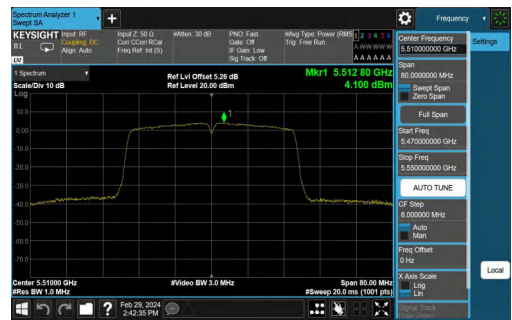 Spectrum Analyzer 1
Swept SA
Frequency
KEYSIGHT
RL
Input: RF
Coupling: DC
Align: Auto
Input Z: 50 Ω
Corr CCorr RCal
Freq Ref: Int (S)
#Atten: 30 dB
PNO: Fast
Gate: Off
IF Gain: Low
Sig Track: Off
#Avg Type: Power (RMS
Trig: Free Run
1 2 3 4 5 6
A W W W W W
A A A A A A
LV
1 Spectrum
Scale/Div 10 dB
Log
Ref Lvl Offset 5.26 dB
Ref Level 20.00 dBm
Mkr1 5.512 80 GHz
4.100 dBm
1
10.0
0.00
-10.0
-20.0
-30.0
-40.0
-50.0
-60.0
-70.0
Center 5.51000 GHz
#Res BW 1.0 MHz
#Video BW 3.0 MHz
Span 80.00 MHz
#Sweep 20.0 ms (1001 pts)
Center Frequency
5.510000000 GHz
Settings
Span
80.0000000 MHz
Swept Span
Zero Span
Full Span
Start Freq
5.470000000 GHz
Stop Freq
5.550000000 GHz
AUTO TUNE
CF Step
8.000000 MHz
Auto
Man
Freq Offset
0 Hz
X Axis Scale
Log
Lin
Signal Track
Local
Feb 29, 2024
2:42:35 PM